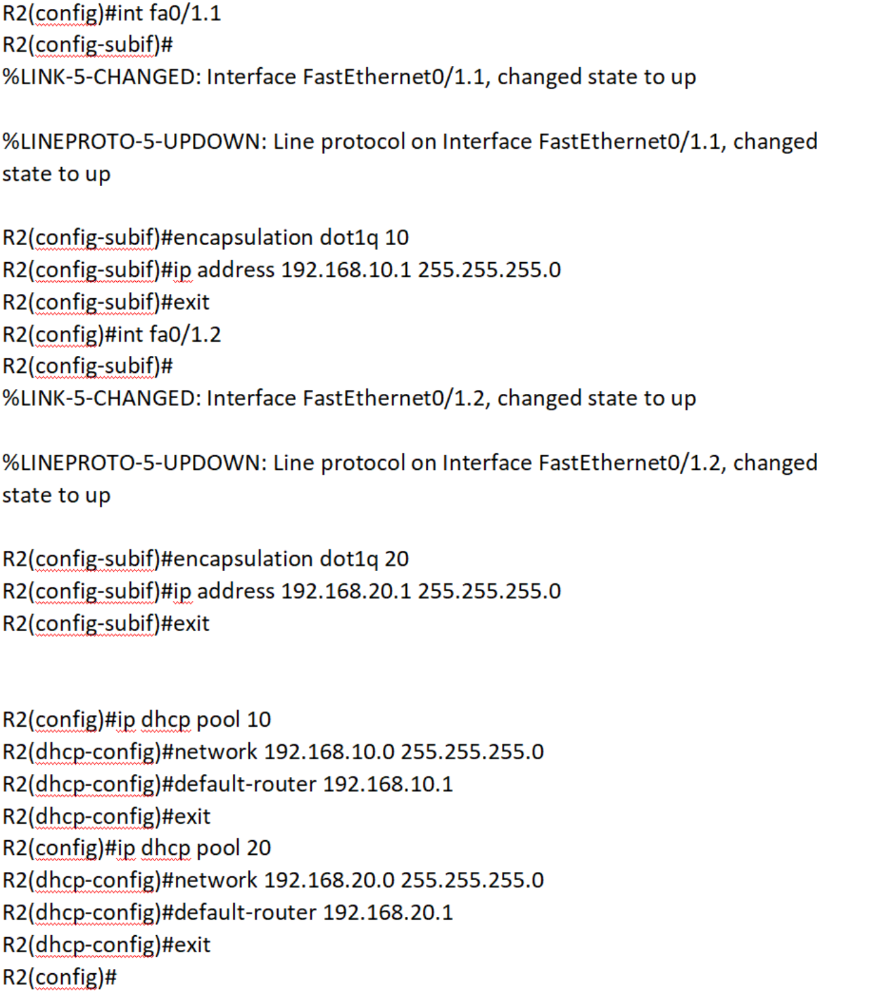 R2(config)#int fa0/1.1
R2(config-subif)#
%LINK-5-CHANGED: Interface FastEthernet0/1.1, changed state to up
%LINEPROTO-5-UPDOWN: Line protocol on Interface FastEthernet0/1.1, changed
state to up
R2(config-subif)#encapsulation dot1q 10
R2(config-subif)#ip address 192.168.10.1 255.255.255.0
R2(config-subif)#exit
R2(config)#int fa0/1.2
R2(config-subif)#
%LINK-5-CHANGED: Interface FastEthernet0/1.2, changed state to up
%LINEPROTO-5-UPDOWN: Line protocol on Interface FastEthernet0/1.2, changed
state to up
R2(config-subif)#encapsulation dot1q 20
R2(config-subif)#ip address 192.168.20.1 255.255.255.0
R2(config-subif)#exit
R2(config)#ip dhcp pool 10
R2(dhcp-config)#network 192.168.10.0 255.255.255.0
R2(dhcp-config)#default-router 192.168.10.1
R2(dhcp-config)#exit
R2(config)#ip dhcp pool 20
R2(dhcp-config)#network 192.168.20.0 255.255.255.0
R2(dhcp-config)#default-router 192.168.20.1
R2(dhcp-config)#exit
R2(config)#